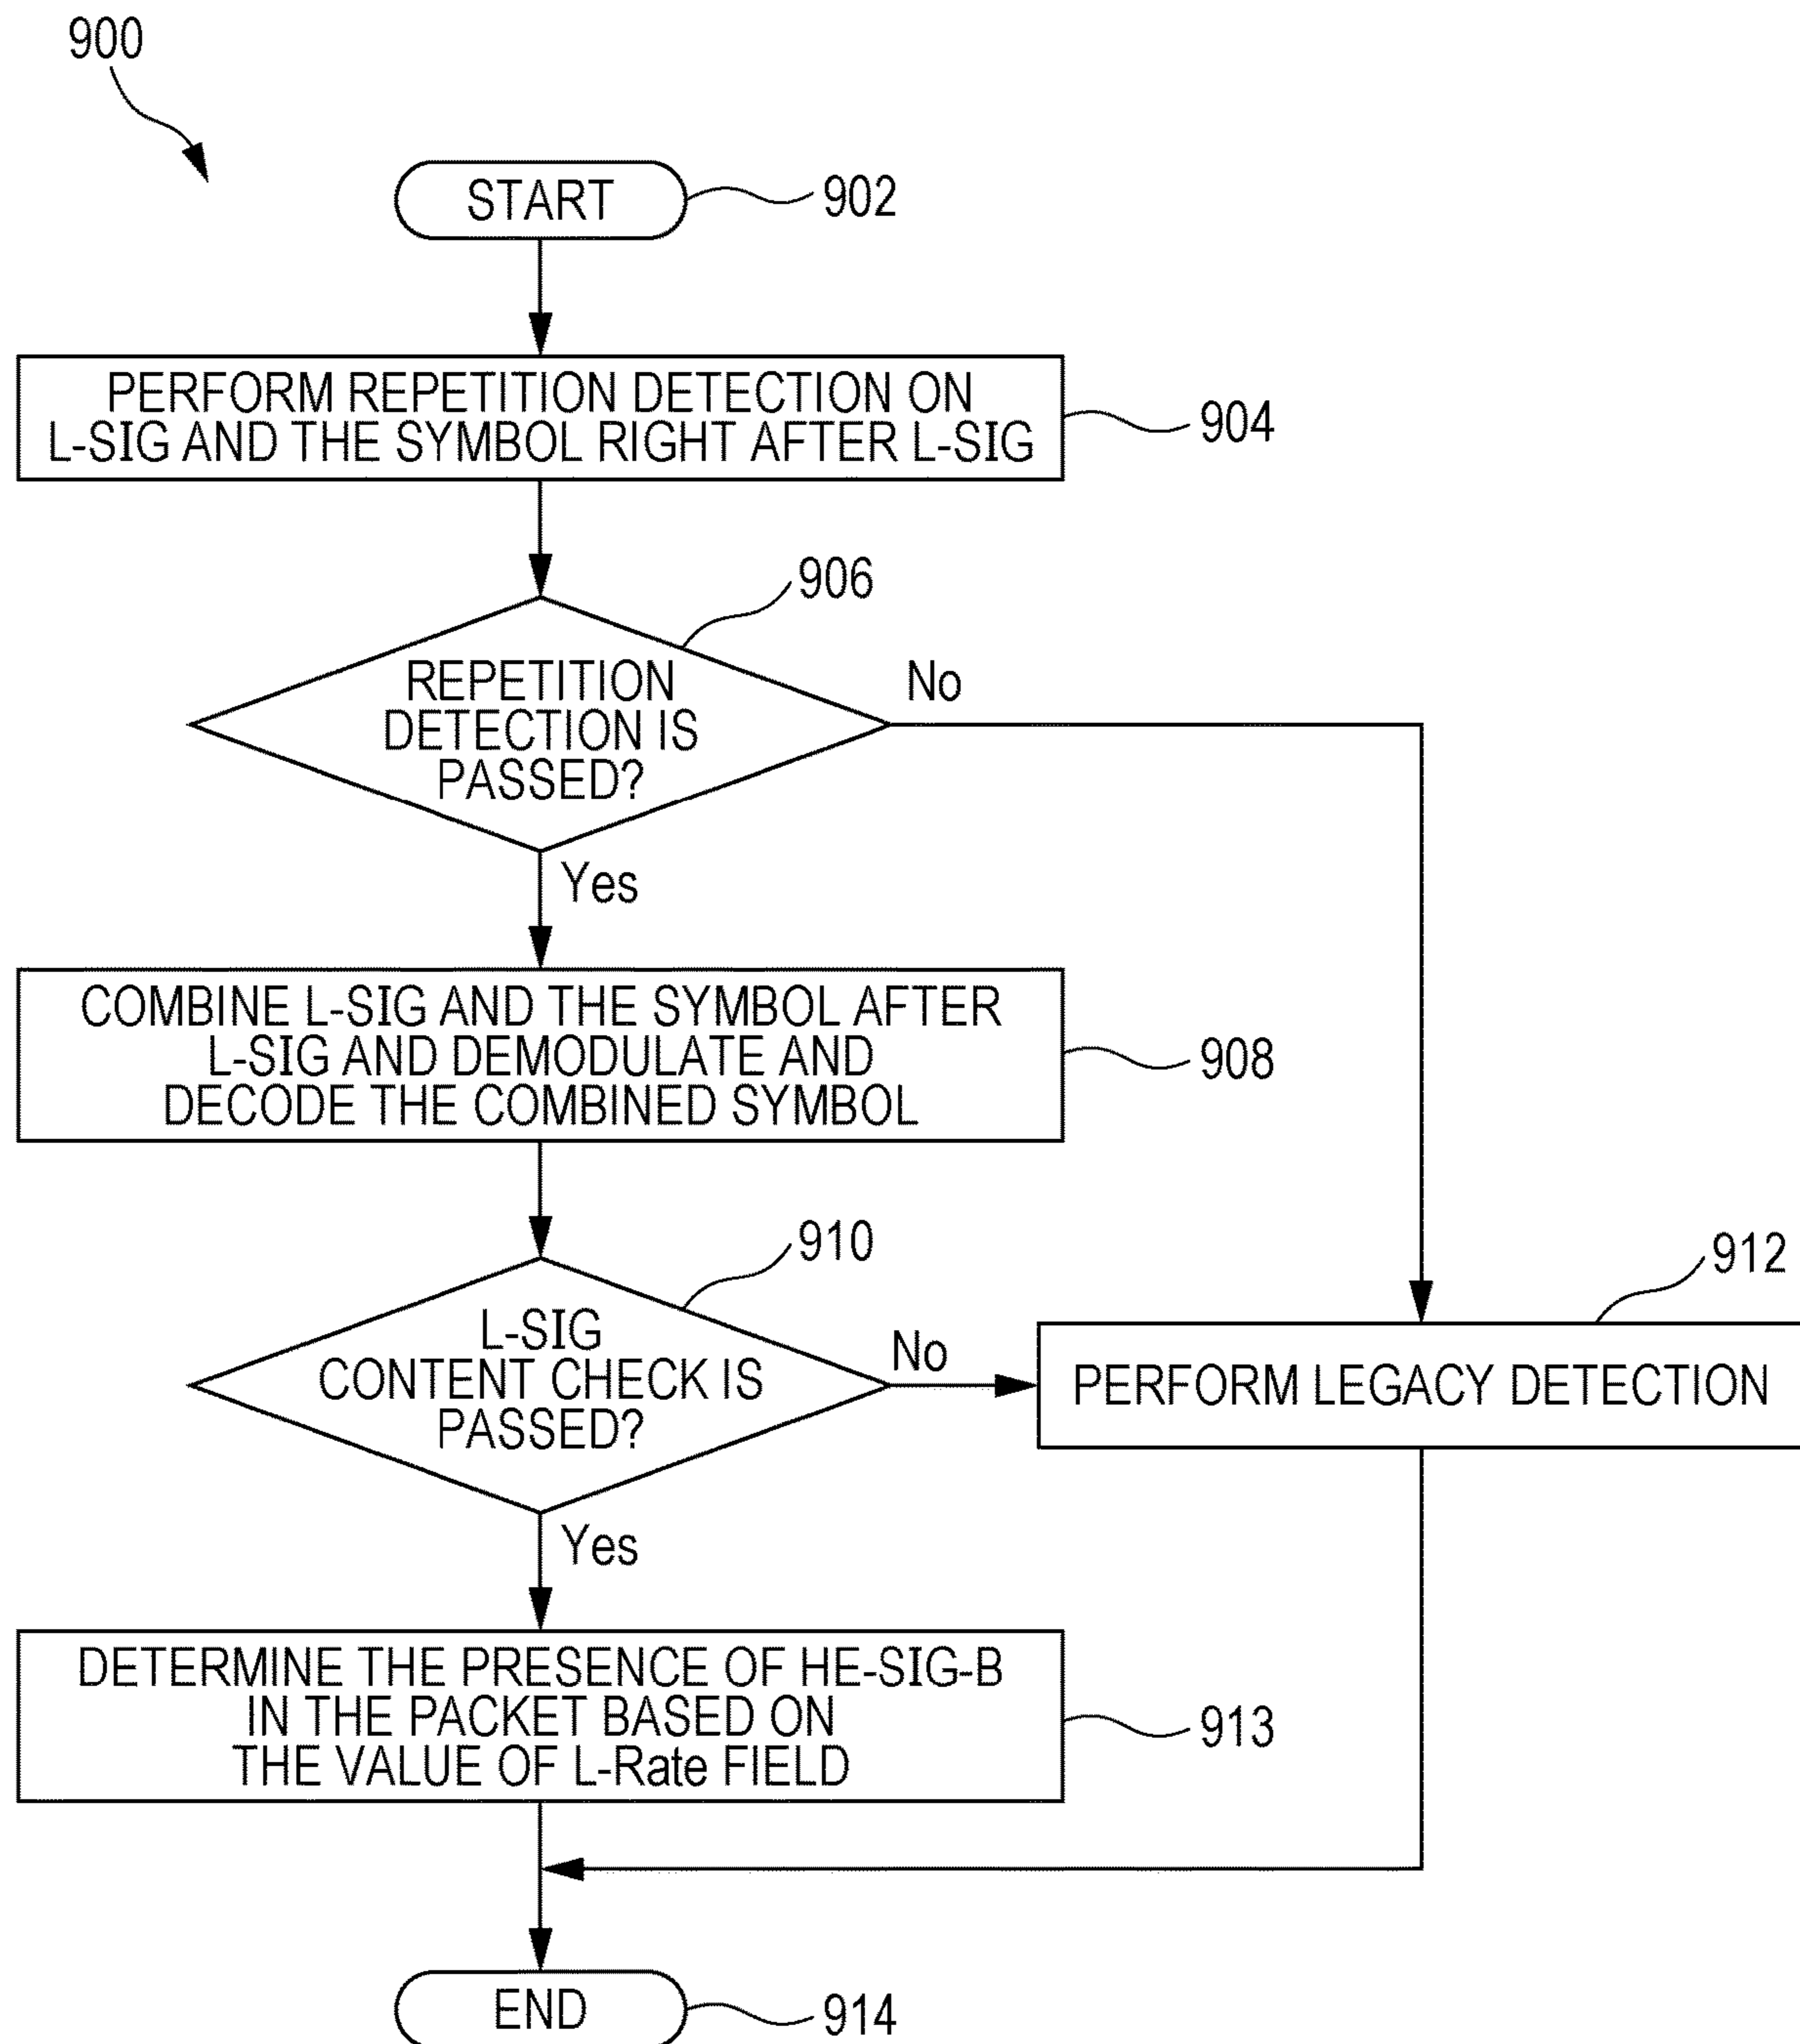 900
START
902
PERFORM REPETITION DETECTION ON
L-SIG AND THE SYMBOL RIGHT AFTER L-SIG
904
906
REPETITION
DETECTION IS
PASSED?
No
Yes
COMBINE L-SIG AND THE SYMBOL AFTER
L-SIG AND DEMODULATE AND
DECODE THE COMBINED SYMBOL
908
910
L-SIG
CONTENT CHECK IS
PASSED?
No
912
PERFORM LEGACY DETECTION
Yes
DETERMINE THE PRESENCE OF HE-SIG-B
IN THE PACKET BASED ON
THE VALUE OF L-Rate FIELD
913
END
914